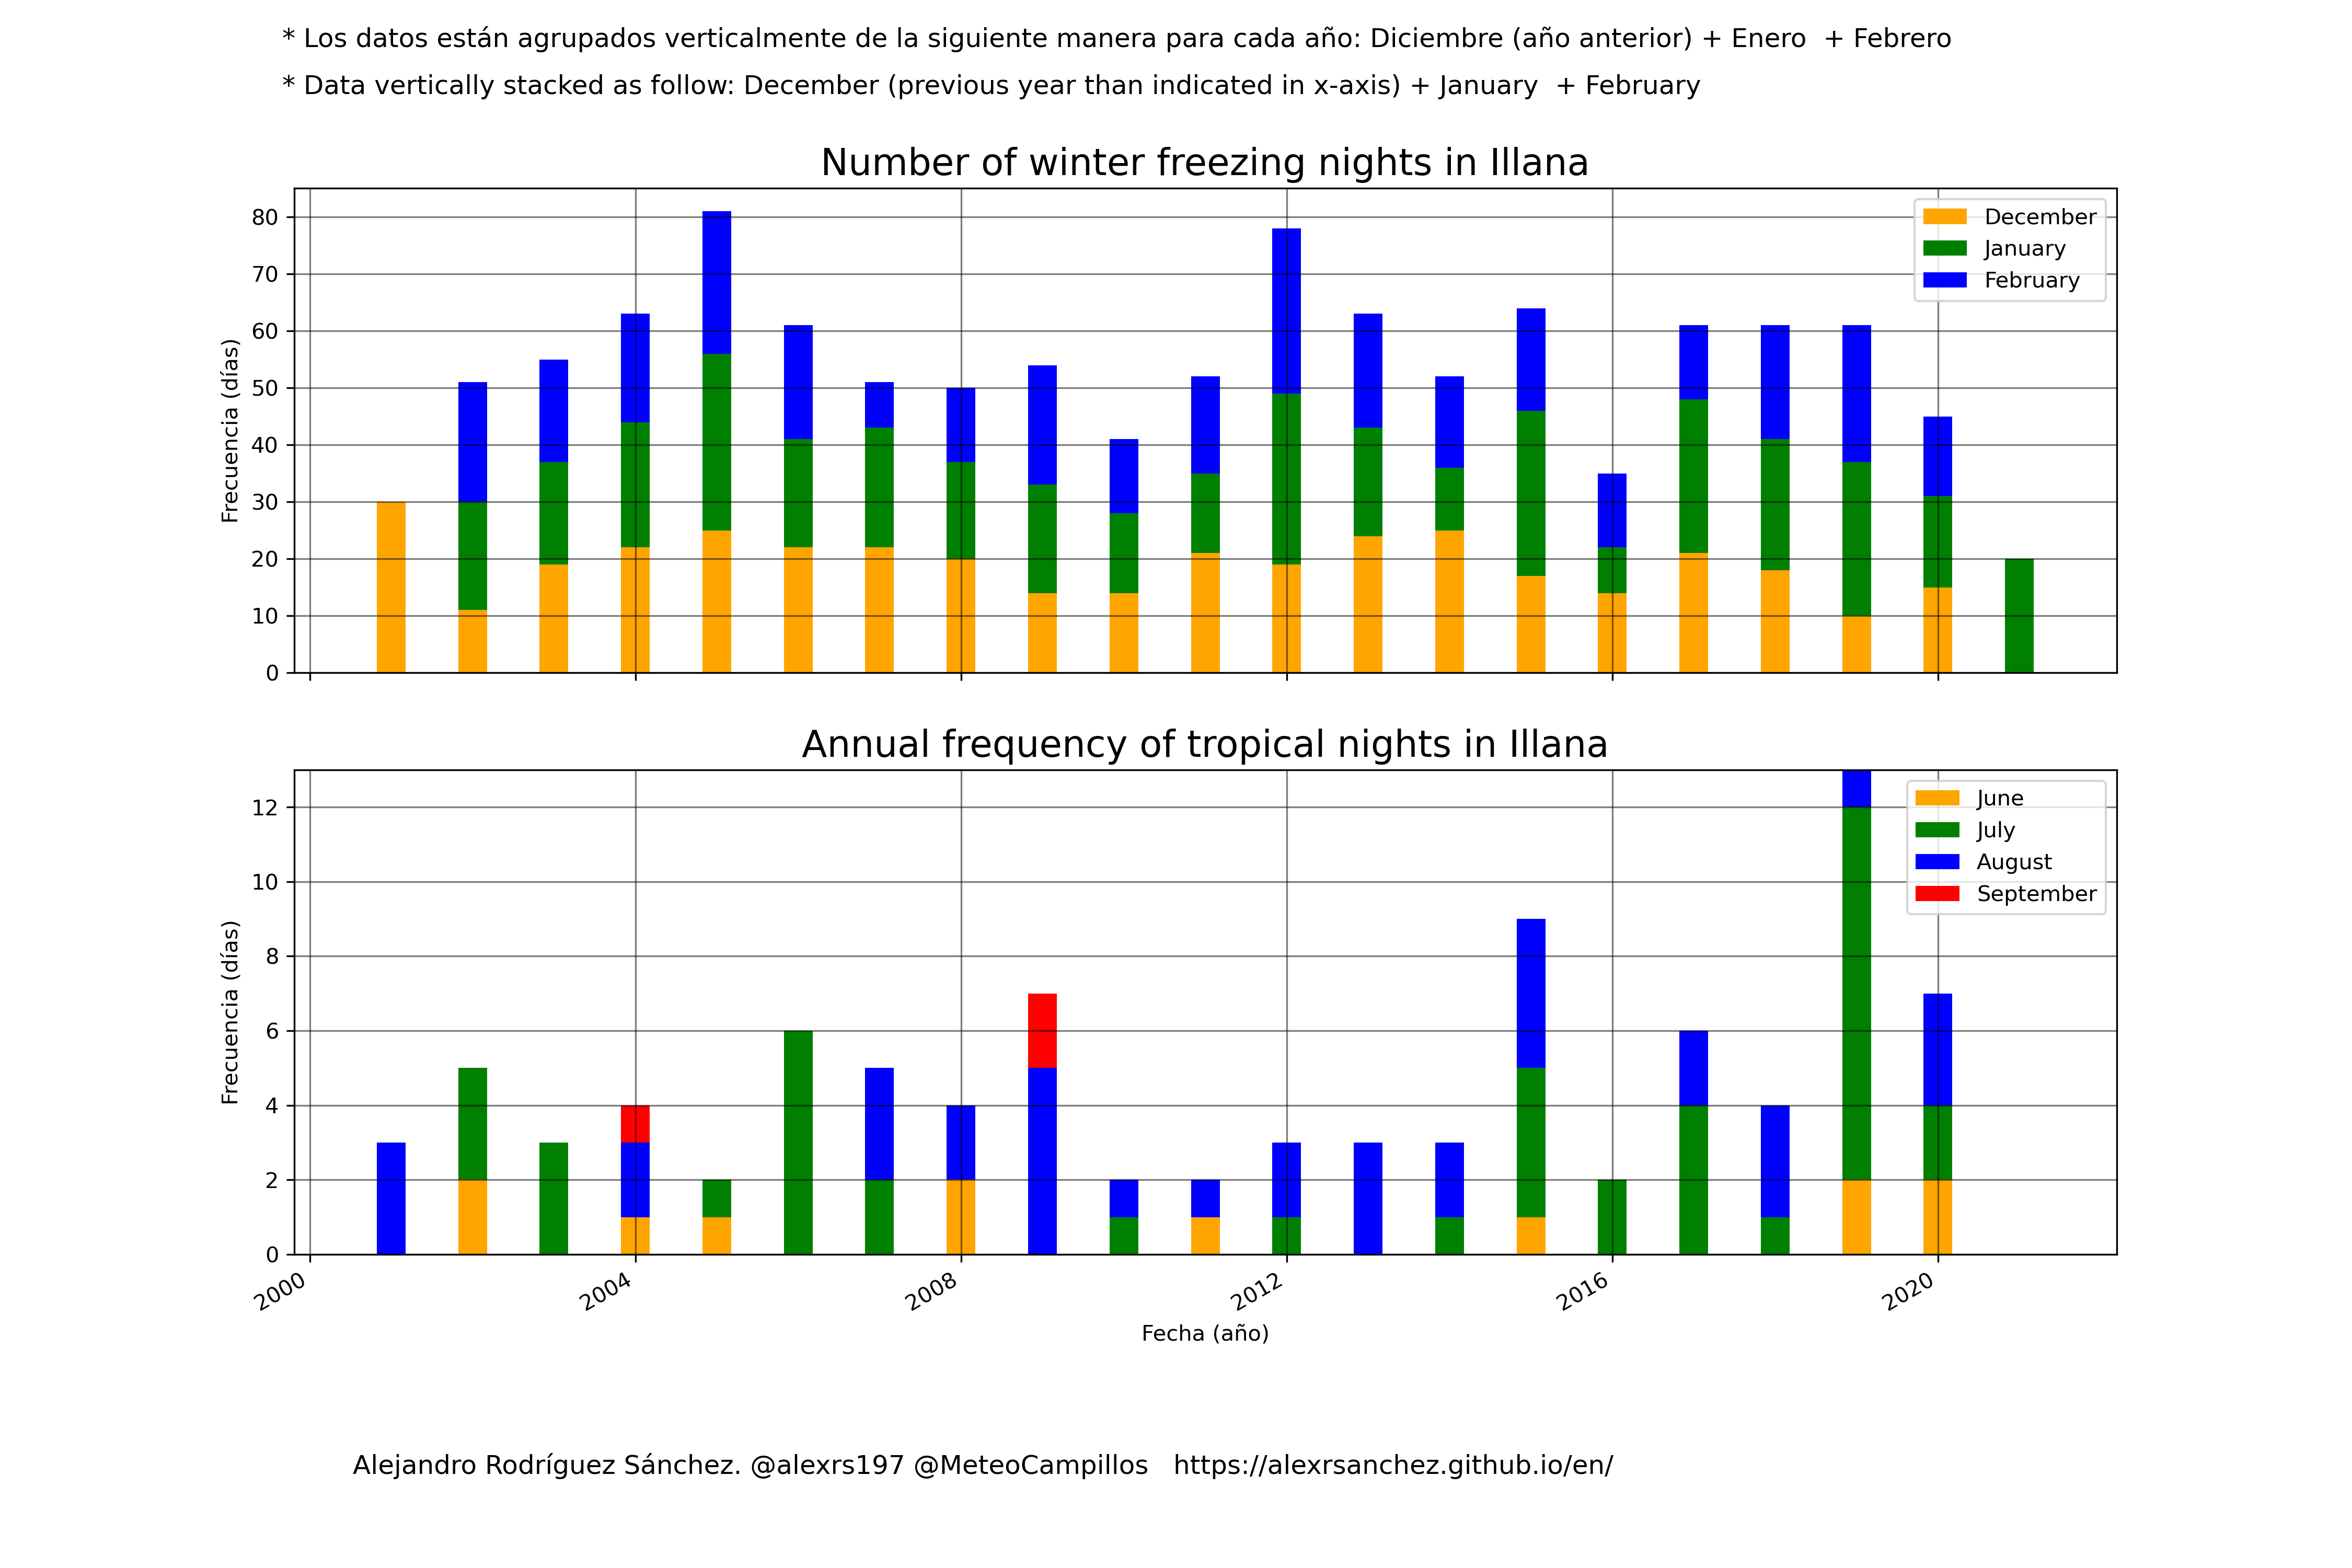 * Los datos están agrupados verticalmente de la siguiente manera para cada año: Diciembre (año anterior) + Enero  + Febrero
* Data vertically stacked as follow: December (previous year than indicated in x-axis) + January  + February
Number of winter freezing nights in Illana
Frecuencia (días)
80
70
60
50
40
30
20
10
0
December
January
February
Annual frequency of tropical nights in Illana
Frecuencia (días)
12
10
8
6
4
2
0
June
July
August
September
2000
2004
2008
2012
2016
2020
Fecha (año)
Alejandro Rodríguez Sánchez. @alexrs197 @MeteoCampillos   https://alexrsanchez.github.io/en/